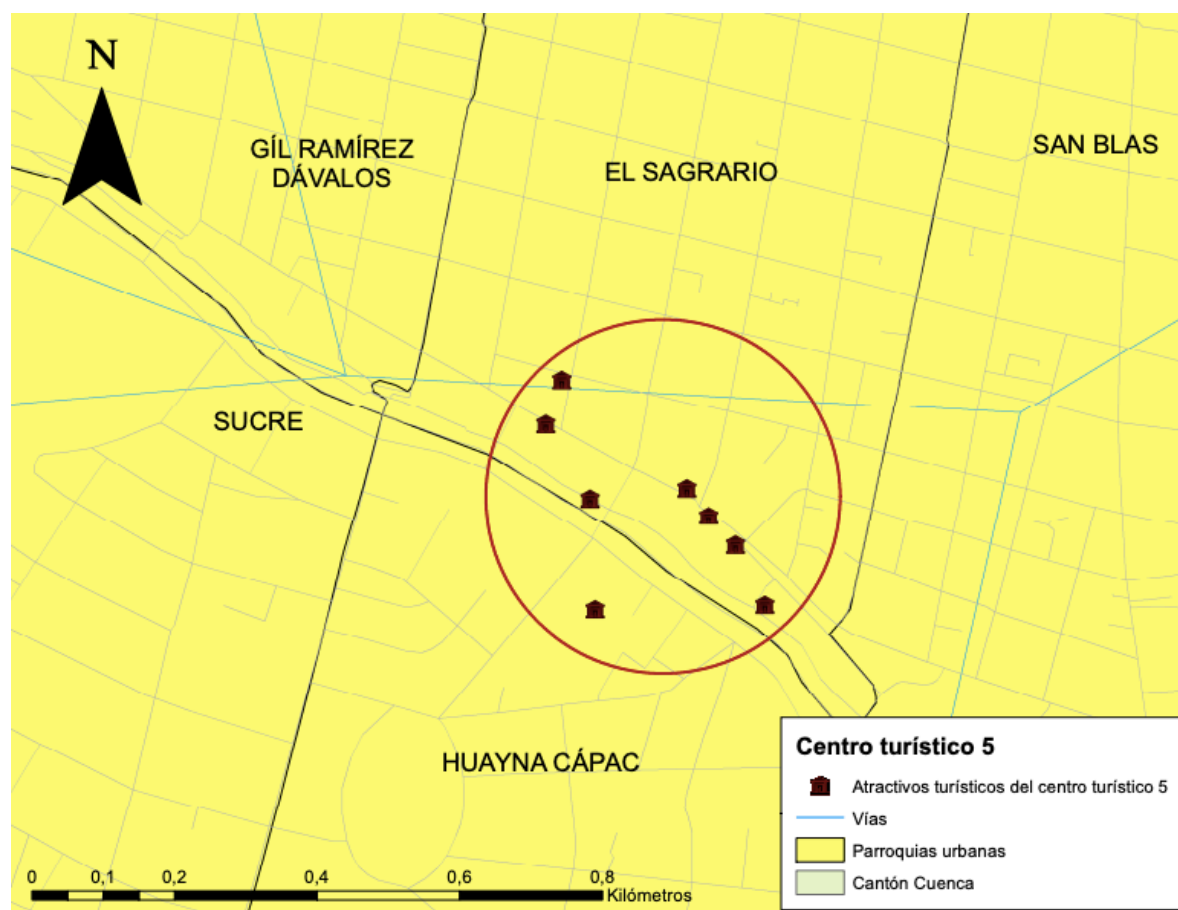 N
GÍL RAMÍREZ
DÁVALOS
EL SAGRARIO
SAN BLAS
SUCRE
HUAYNA CÁPAC
Centro turístico 5
Atractivos turísticos del centro turístico 5
Vías
Parroquias urbanas
Cantón Cuenca
0 0,1 0,2 0,4 0,6 0,8
Kilómetros